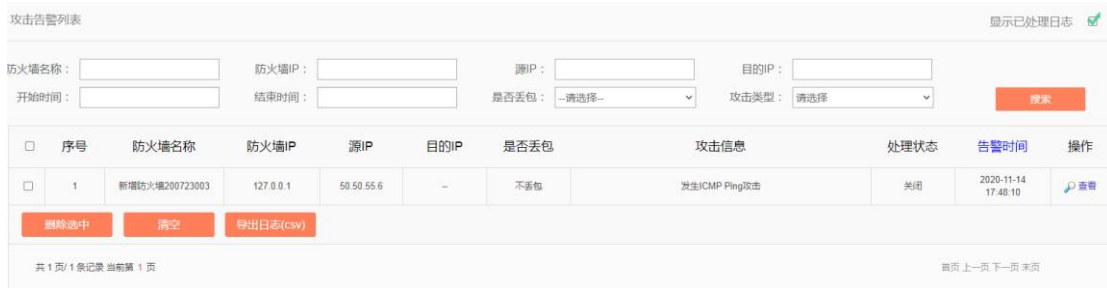 攻击告警列表 显示已处理日志
防火墙名称： 防火墙IP： 源IP： 目的IP：
开始时间： 结束时间： 是否丢包： --请选择-- 攻击类型： 请选择 搜索
序号 防火墙名称 防火墙IP 源IP 目的IP 是否丢包 攻击信息 处理状态 告警时间 操作
1 新增防火墙200723003 127.0.0.1 50.50.55.6 -- 不丢包 发生ICMP Ping攻击 关闭 2020-11-14 17:48:10 查看
删除选中 清空 导出日志(csv)
共 1 页/ 1 条记录 当前第 1 页 首页 上一页 下一页 末页